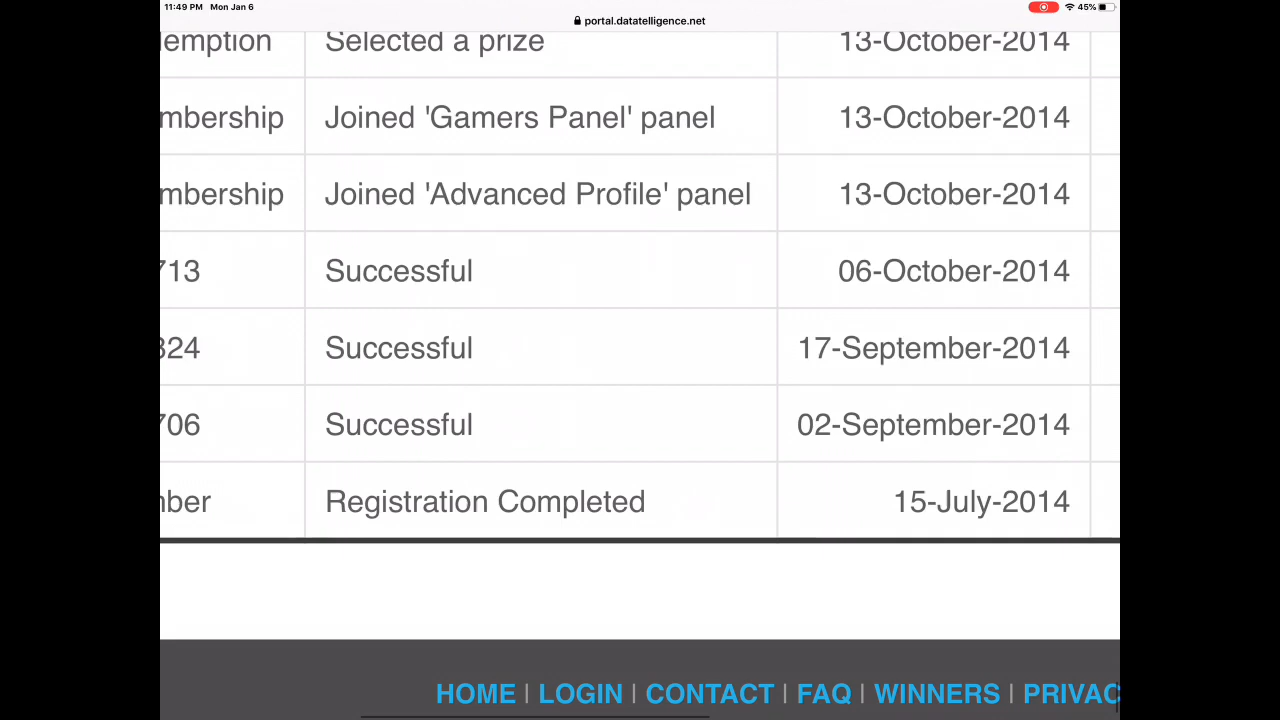 11:49 PM Mon Jan 6 45%
portal.datatelligence.net
emption Selected a prize 13-October-2014
mbership Joined 'Gamers Panel' panel 13-October-2014
mbership Joined 'Advanced Profile' panel 13-October-2014
713 Successful 06-October-2014
324 Successful 17-September-2014
706 Successful 02-September-2014
ber Registration Completed 15-July-2014
HOME | LOGIN | CONTACT | FAQ | WINNERS | PRIVAC